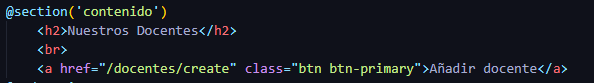 @section('contenido')
<h2>Nuestros Docentes</h2>
<br>
<a href="/docentes/create" class="btn btn-primary">Añadir docente</a>